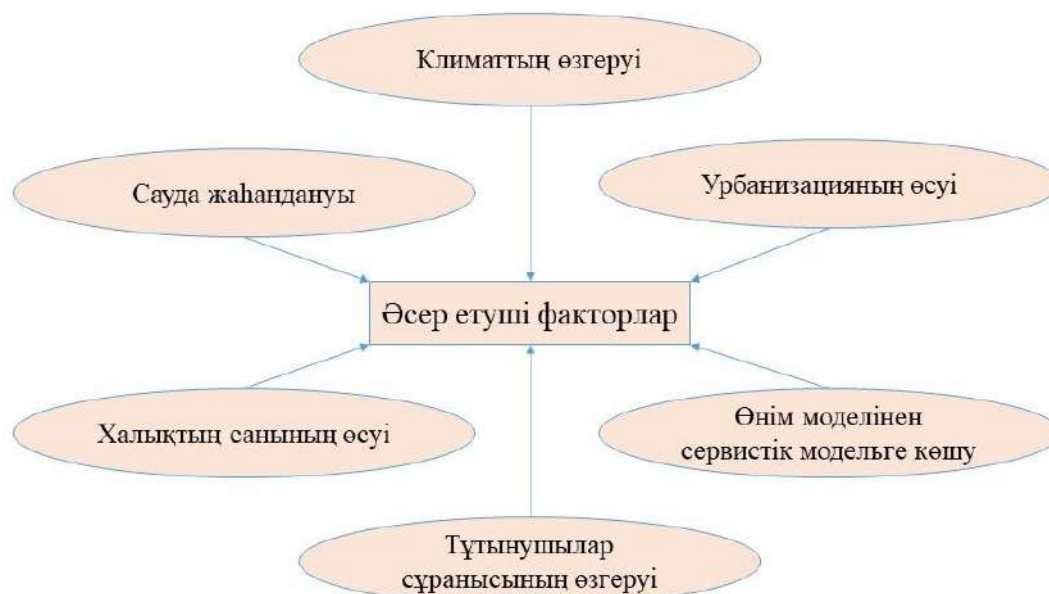 Климаттың өзгеруі
Сауда жаһандануы
Урбанизацияның өсуі
Әсер етуші факторлар
Халықтың санының өсуі
Өнім моделінен
сервистік модельге көшу
Тұтынушылар
сұранысының өзгеруі